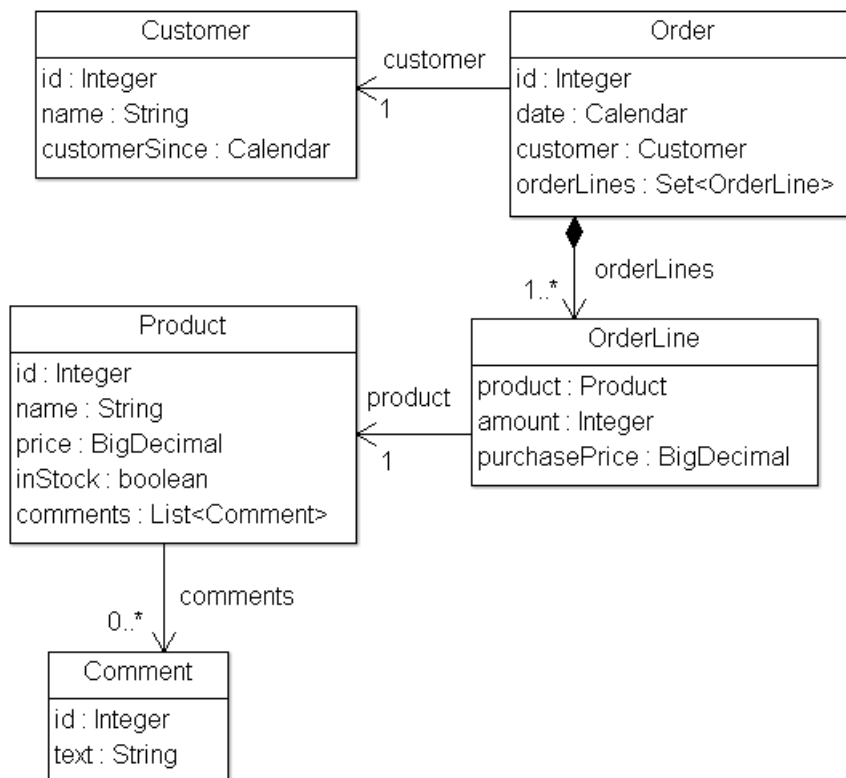 Customer
id : Integer
name : String
customerSince : Calendar
customer
1
Order
id : Integer
date : Calendar
customer : Customer
orderLines : Set<OrderLine>
orderLines
1..*
Product
id : Integer
name : String
price : BigDecimal
inStock : boolean
comments : List<Comment>
product
1
OrderLine
product : Product
amount : Integer
purchasePrice : BigDecimal
comments
0..*
Comment
id : Integer
text : String